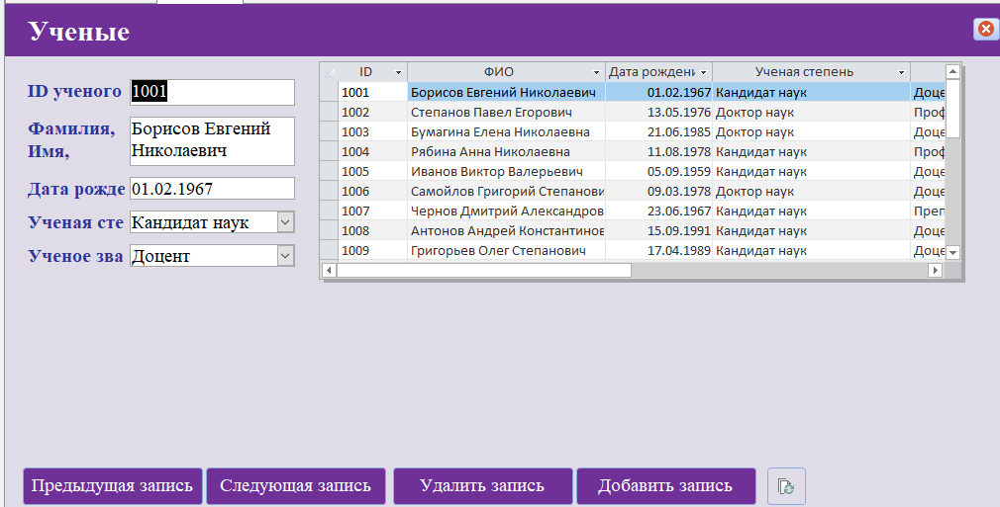 Ученые
ID ученого 1001
Фамилия, Имя, Борисов Евгений Николаевич
Дата рожде 01.02.1967
Ученая сте Кандидат наук
Ученое зва Доцент
ID ФИО Дата рожден Ученая степень
1001 Борисов Евгений Николаевич 01.02.1967 Кандидат наук Доце
1002 Степанов Павел Егорович 13.05.1976 Доктор наук Проф
1003 Бумагина Елена Николаевна 21.06.1985 Доктор наук Доце
1004 Рябина Анна Николаевна 11.08.1978 Кандидат наук Проф
1005 Иванов Виктор Валерьевич 05.09.1959 Кандидат наук Доце
1006 Самойлов Григорий Степанови 09.03.1978 Доктор наук Доце
1007 Чернов Дмитрий Александров 23.06.1967 Кандидат наук Преп
1008 Антонов Андрей Константинов 15.09.1991 Кандидат наук Доце
1009 Григорьев Олег Степанович 17.04.1989 Кандидат наук Доце
Предыдущая запись Следующая запись Удалить запись Добавить запись